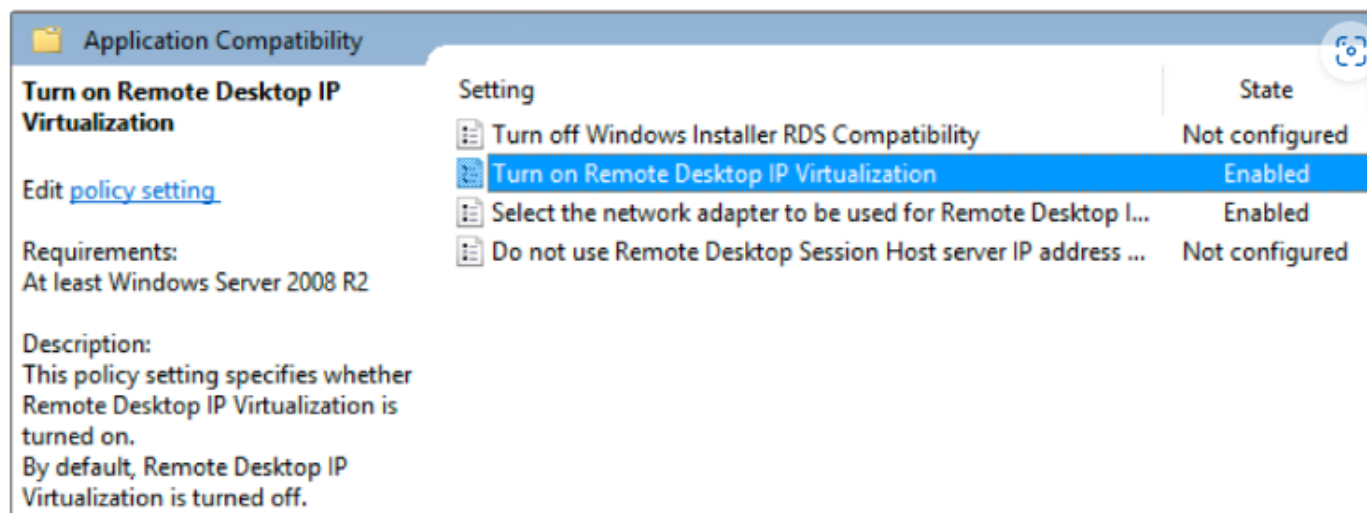 Application Compatibility
Turn on Remote Desktop IP
Virtualization
Edit policy setting
Requirements:
At least Windows Server 2008 R2
Description:
This policy setting specifies whether
Remote Desktop IP Virtualization is
turned on.
By default, Remote Desktop IP
Virtualization is turned off.
Setting State
Turn off Windows Installer RDS Compatibility Not configured
Turn on Remote Desktop IP Virtualization Enabled
Select the network adapter to be used for Remote Desktop I... Enabled
Do not use Remote Desktop Session Host server IP address ... Not configured